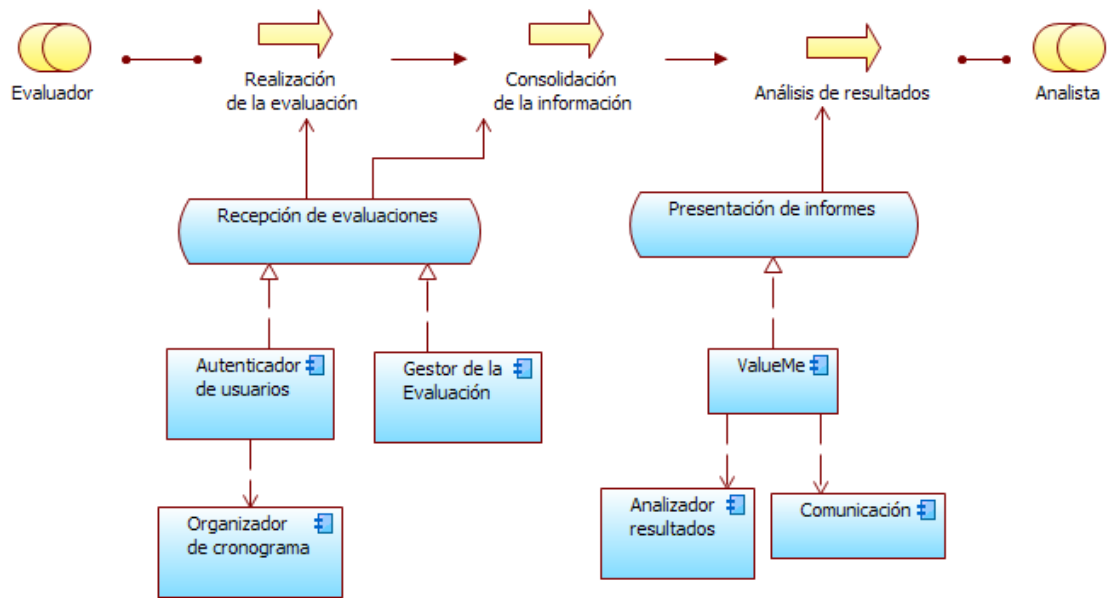 Evaluador
Realización
de la evaluación
Consolidación
de la información
Análisis de resultados
Analista
Recepción de evaluaciones
Presentación de informes
Autenticador
de usuarios
Gestor de la
Evaluación
ValueMe
Organizador
de cronograma
Analizador
resultados
Comunicación